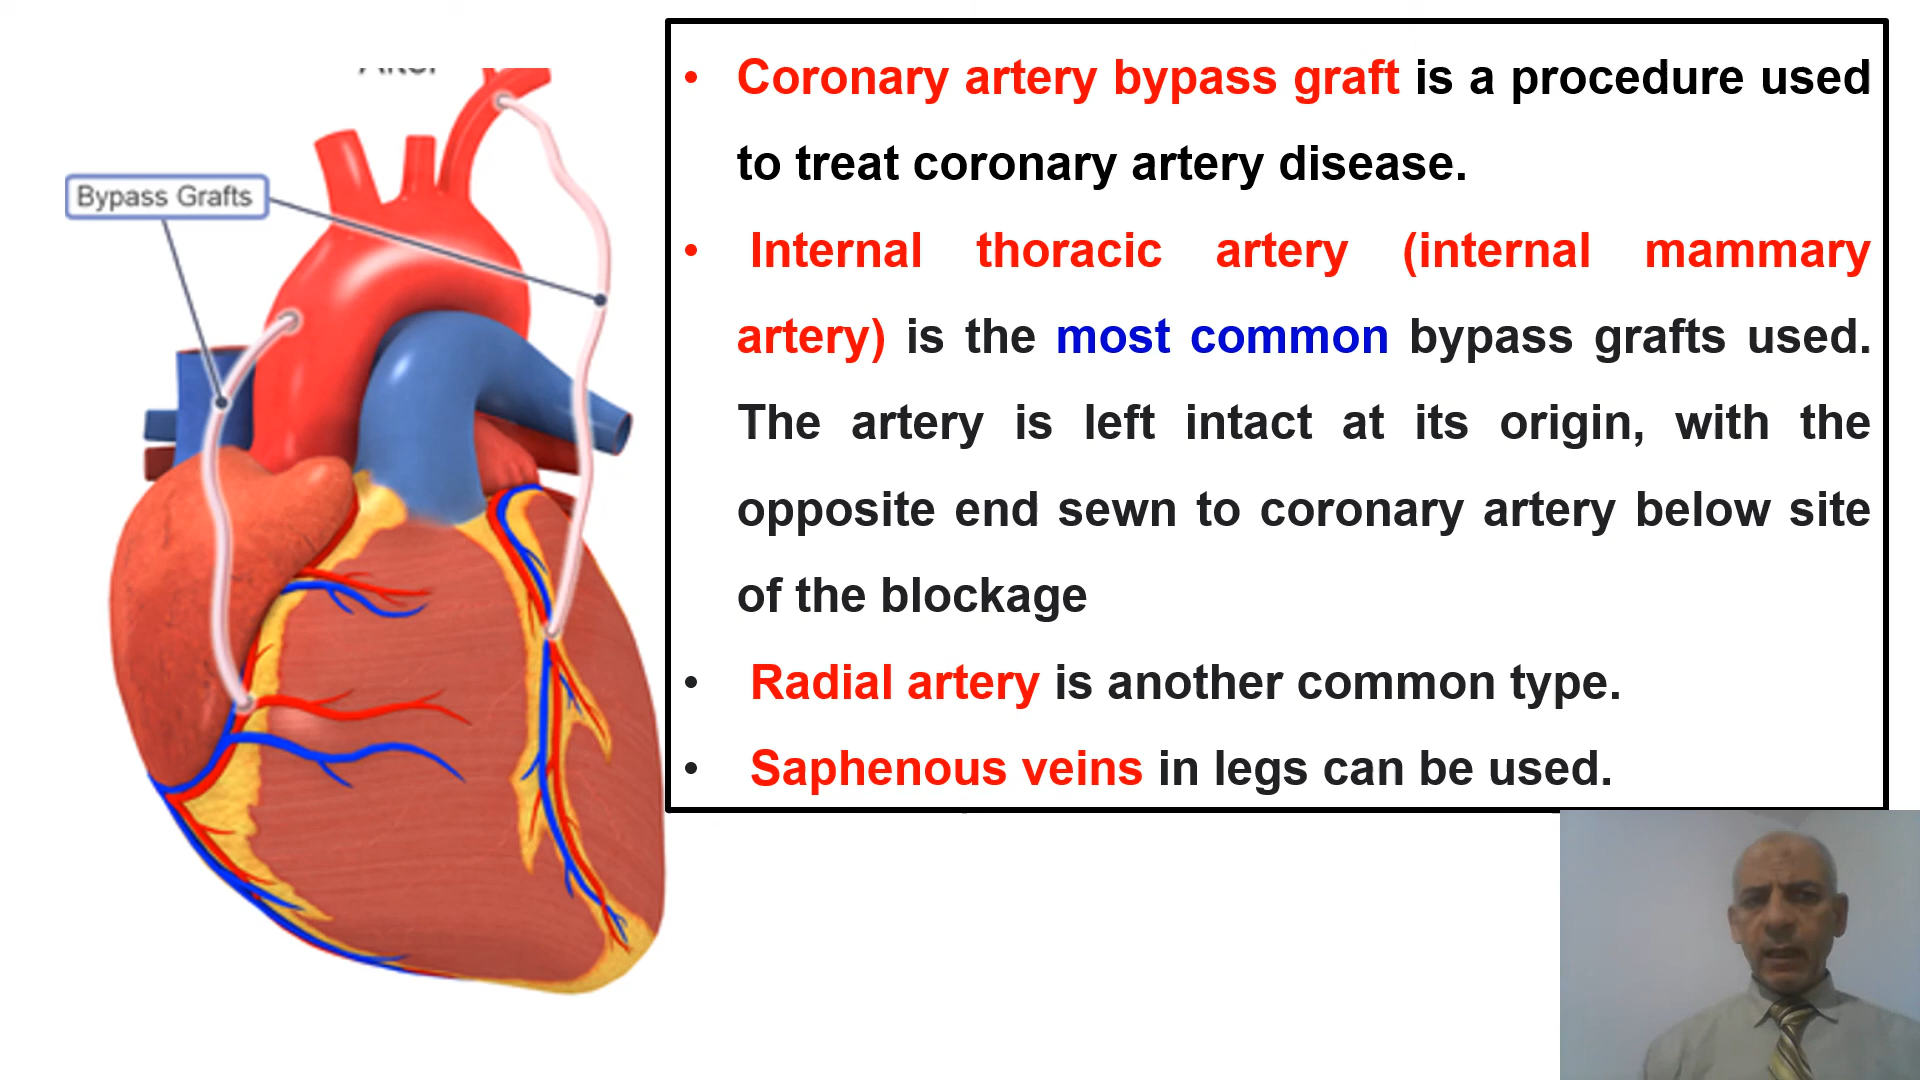 Bypass Grafts
• Coronary artery bypass graft is a procedure used
to treat coronary artery disease.
• Internal thoracic artery (internal mammary
artery) is the most common bypass grafts used.
The artery is left intact at its origin, with the
opposite end sewn to coronary artery below site
of the blockage
• Radial artery is another common type.
• Saphenous veins in legs can be used.